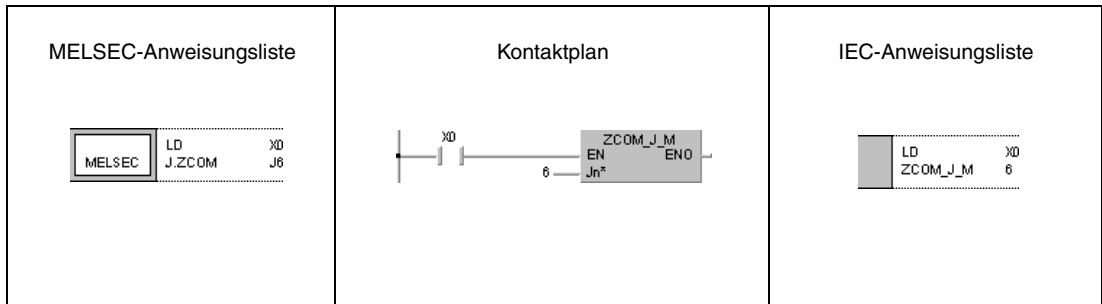 MELSEC-Anweisungsliste
MELSEC
LD X0
J.ZCOM J6
Kontaktplan
X0
ZCOM_J_M
EN ENO
6 Jn*
IEC-Anweisungsliste
LD X0
ZCOM_J_M 6